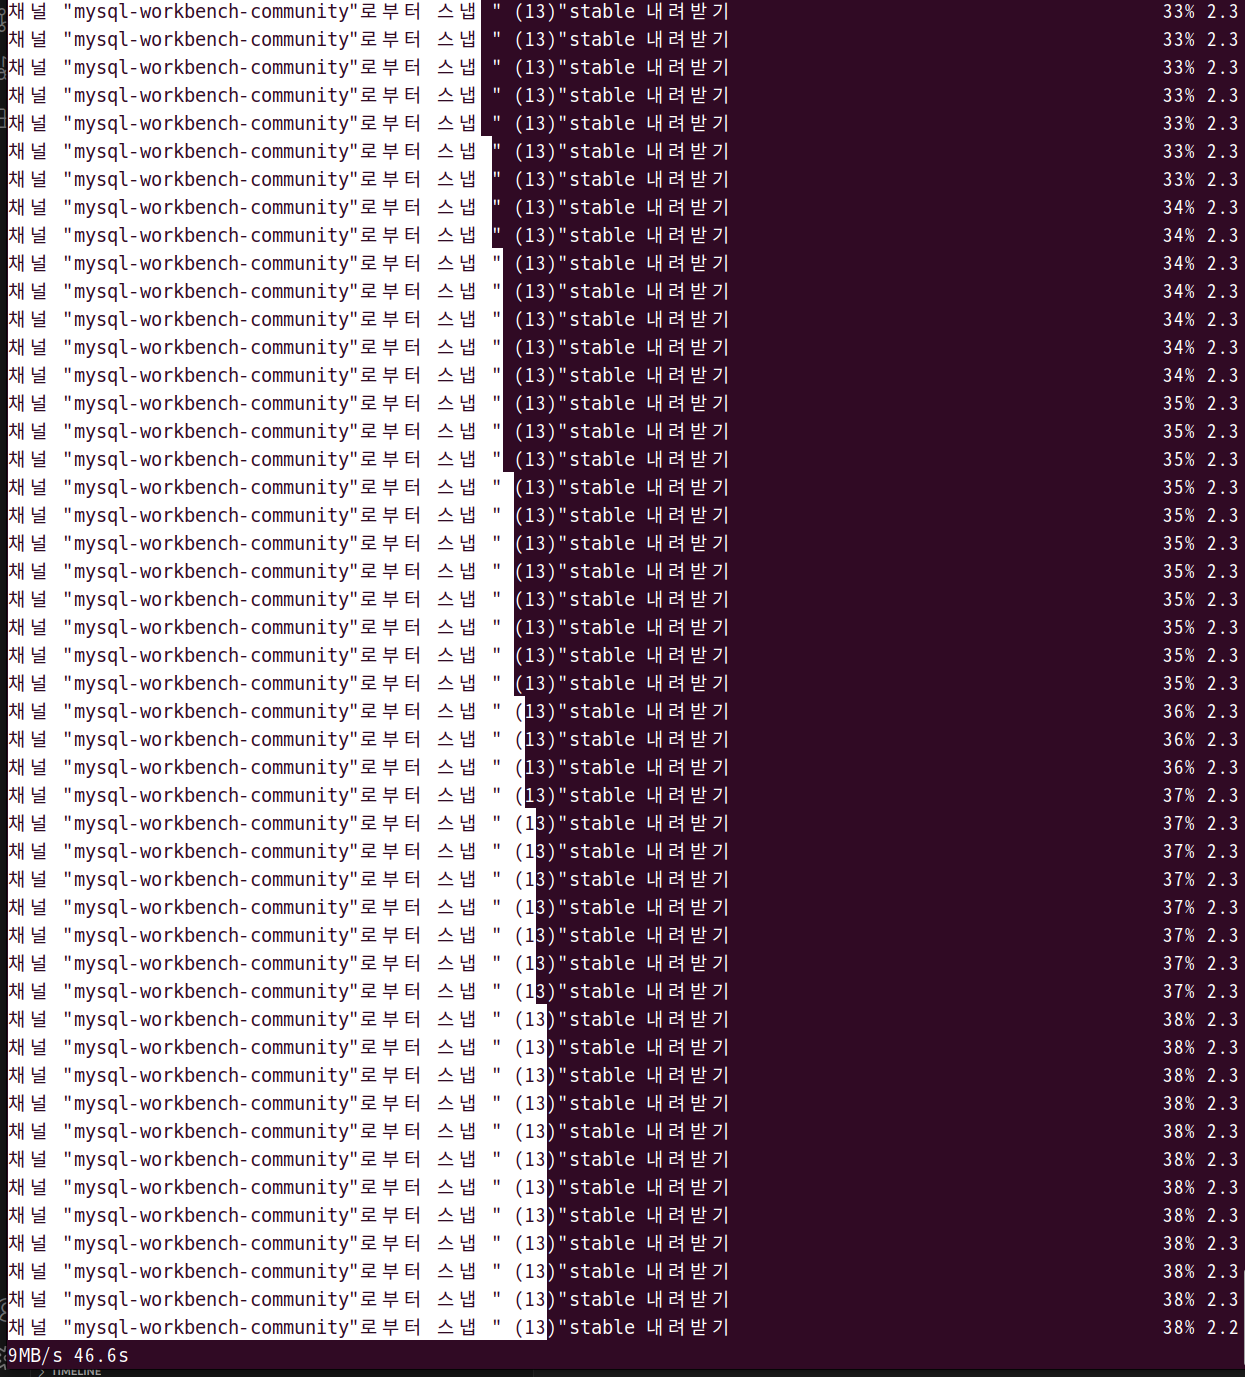 채널 "mysql-workbench-community"로부터 스냅 " (13)"stable 내려받기 33% 2.3
채널 "mysql-workbench-community"로부터 스냅 " (13)"stable 내려받기 33% 2.3
채널 "mysql-workbench-community"로부터 스냅 " (13)"stable 내려받기 33% 2.3
채널 "mysql-workbench-community"로부터 스냅 " (13)"stable 내려받기 33% 2.3
채널 "mysql-workbench-community"로부터 스냅 " (13)"stable 내려받기 33% 2.3
채널 "mysql-workbench-community"로부터 스냅 " (13)"stable 내려받기 33% 2.3
채널 "mysql-workbench-community"로부터 스냅 " (13)"stable 내려받기 33% 2.3
채널 "mysql-workbench-community"로부터 스냅 " (13)"stable 내려받기 34% 2.3
채널 "mysql-workbench-community"로부터 스냅 " (13)"stable 내려받기 34% 2.3
채널 "mysql-workbench-community"로부터 스냅 " (13)"stable 내려받기 34% 2.3
채널 "mysql-workbench-community"로부터 스냅 " (13)"stable 내려받기 34% 2.3
채널 "mysql-workbench-community"로부터 스냅 " (13)"stable 내려받기 34% 2.3
채널 "mysql-workbench-community"로부터 스냅 " (13)"stable 내려받기 34% 2.3
채널 "mysql-workbench-community"로부터 스냅 " (13)"stable 내려받기 34% 2.3
채널 "mysql-workbench-community"로부터 스냅 " (13)"stable 내려받기 35% 2.3
채널 "mysql-workbench-community"로부터 스냅 " (13)"stable 내려받기 35% 2.3
채널 "mysql-workbench-community"로부터 스냅 " (13)"stable 내려받기 35% 2.3
채널 "mysql-workbench-community"로부터 스냅 " (13)"stable 내려받기 35% 2.3
채널 "mysql-workbench-community"로부터 스냅 " (13)"stable 내려받기 35% 2.3
채널 "mysql-workbench-community"로부터 스냅 " (13)"stable 내려받기 35% 2.3
채널 "mysql-workbench-community"로부터 스냅 " (13)"stable 내려받기 35% 2.3
채널 "mysql-workbench-community"로부터 스냅 " (13)"stable 내려받기 35% 2.3
채널 "mysql-workbench-community"로부터 스냅 " (13)"stable 내려받기 35% 2.3
채널 "mysql-workbench-community"로부터 스냅 " (13)"stable 내려받기 35% 2.3
채널 "mysql-workbench-community"로부터 스냅 " (13)"stable 내려받기 35% 2.3
채널 "mysql-workbench-community"로부터 스냅 " (13)"stable 내려받기 36% 2.3
채널 "mysql-workbench-community"로부터 스냅 " (13)"stable 내려받기 36% 2.3
채널 "mysql-workbench-community"로부터 스냅 " (13)"stable 내려받기 36% 2.3
채널 "mysql-workbench-community"로부터 스냅 " (13)"stable 내려받기 37% 2.3
채널 "mysql-workbench-community"로부터 스냅 " (13)"stable 내려받기 37% 2.3
채널 "mysql-workbench-community"로부터 스냅 " (13)"stable 내려받기 37% 2.3
채널 "mysql-workbench-community"로부터 스냅 " (13)"stable 내려받기 37% 2.3
채널 "mysql-workbench-community"로부터 스냅 " (13)"stable 내려받기 37% 2.3
채널 "mysql-workbench-community"로부터 스냅 " (13)"stable 내려받기 37% 2.3
채널 "mysql-workbench-community"로부터 스냅 " (13)"stable 내려받기 37% 2.3
채널 "mysql-workbench-community"로부터 스냅 " (13)"stable 내려받기 37% 2.3
채널 "mysql-workbench-community"로부터 스냅 " (13)"stable 내려받기 38% 2.3
채널 "mysql-workbench-community"로부터 스냅 " (13)"stable 내려받기 38% 2.3
채널 "mysql-workbench-community"로부터 스냅 " (13)"stable 내려받기 38% 2.3
채널 "mysql-workbench-community"로부터 스냅 " (13)"stable 내려받기 38% 2.3
채널 "mysql-workbench-community"로부터 스냅 " (13)"stable 내려받기 38% 2.3
채널 "mysql-workbench-community"로부터 스냅 " (13)"stable 내려받기 38% 2.3
채널 "mysql-workbench-community"로부터 스냅 " (13)"stable 내려받기 38% 2.3
채널 "mysql-workbench-community"로부터 스냅 " (13)"stable 내려받기 38% 2.3
채널 "mysql-workbench-community"로부터 스냅 " (13)"stable 내려받기 38% 2.3
채널 "mysql-workbench-community"로부터 스냅 " (13)"stable 내려받기 38% 2.3
채널 "mysql-workbench-community"로부터 스냅 " (13)"stable 내려받기 38% 2.3
채널 "mysql-workbench-community"로부터 스냅 " (13)"stable 내려받기 38% 2.2
9MB/s 46.6s
TIMELINE